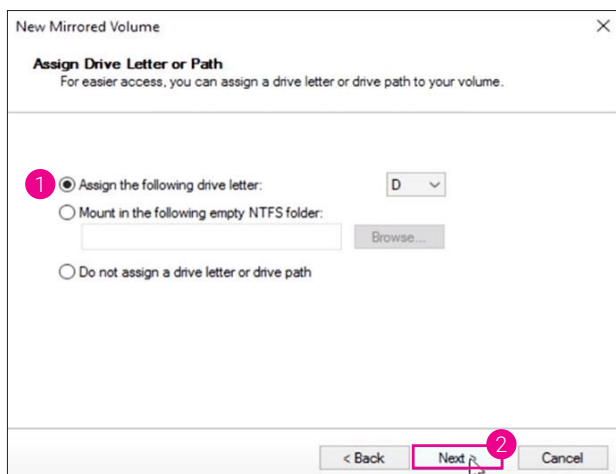 New Mirrored Volume
Assign Drive Letter or Path
For easier access, you can assign a drive letter or drive path to your volume.
1 Assign the following drive letter: D
Mount in the following empty NTFS folder:
Browse...
Do not assign a drive letter or drive path
2
< Back Next > Cancel